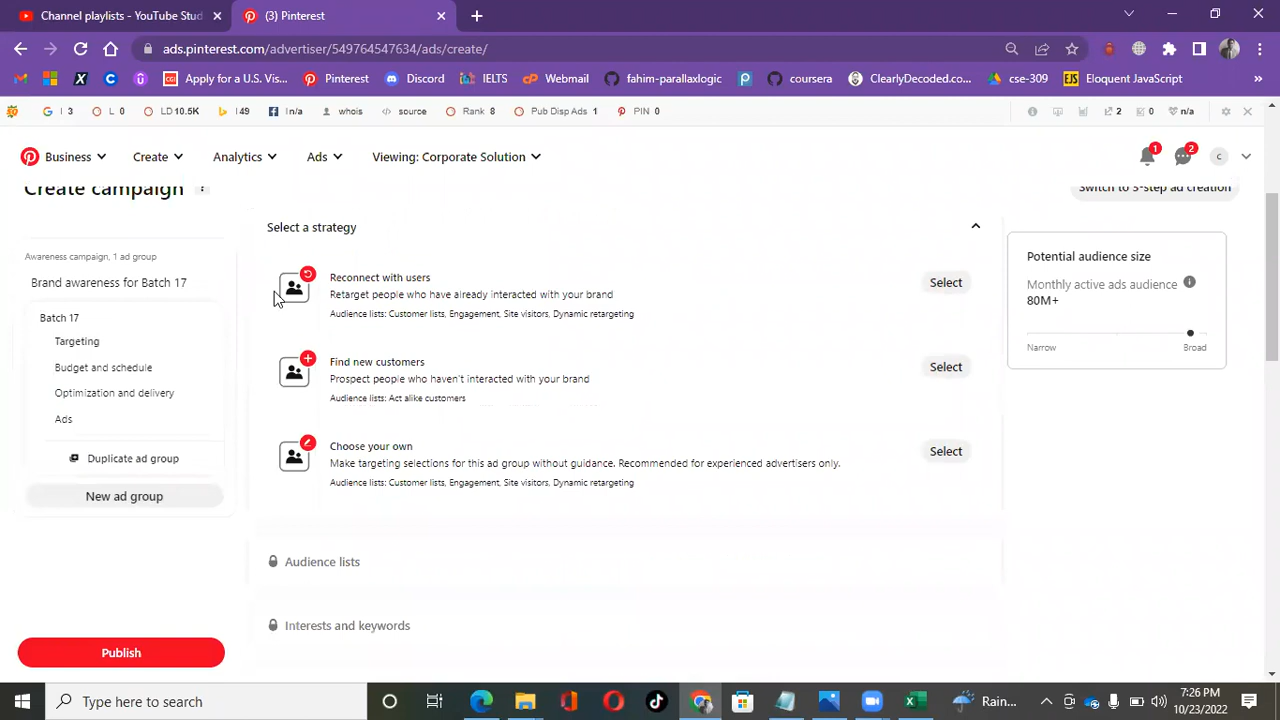 Channel playlists - YouTube Stud
(3) Pinterest
ads.pinterest.com/advertiser/549764547634/ads/create/
Apply for a U.S. Vis...
Pinterest
Discord
IELTS
Webmail
fahim-parallaxlogic
coursera
ClearlyDecoded.co...
cse-309
EJS
Eloquent JavaScript
»
I 3
L 0
LD 10.5K
I 49
I n/a
whois
source
Rank 8
Pub Disp Ads 1
PIN 0
2
0
n/a
Business
Create
Analytics
Ads
Viewing: Corporate Solution
1
2
C
Create campaign
Switch to 3-step ad creation
Awareness campaign, 1 ad group
Brand awareness for Batch 17
Batch 17
Targeting
Budget and schedule
Optimization and delivery
Ads
Duplicate ad group
New ad group
Publish
Select a strategy
Reconnect with users
Retarget people who have already interacted with your brand
Audience lists: Customer lists, Engagement, Site visitors, Dynamic retargeting
Select
Find new customers
Prospect people who haven't interacted with your brand
Audience lists: Act alike customers
Select
Choose your own
Make targeting selections for this ad group without guidance. Recommended for experienced advertisers only.
Audience lists: Customer lists, Engagement, Site visitors, Dynamic retargeting
Select
Audience lists
Interests and keywords
Potential audience size
Monthly active ads audience
80M+
Narrow
Broad
Type here to search
Rain...
7:26 PM
10/23/2022